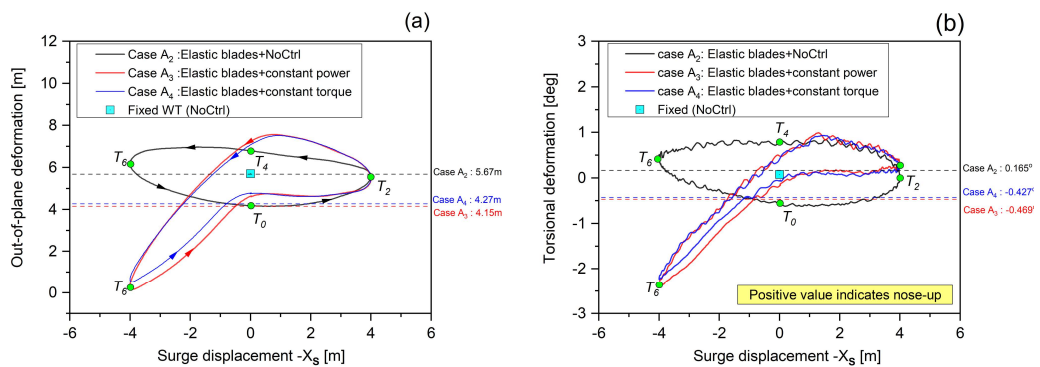 (a)
Out-of-plane deformation [m]
12
10
8
6
4
2
0
Case A2 :Elastic blades+NoCtrl
Case A3 :Elastic blades+constant power
Case A4 :Elastic blades+constant torque
Fixed WT (NoCtrl)
T6
T4
T2
T0
T6
Case A2 : 5.67m
Case A4 : 4.27m
Case A3 : 4.15m
-6
-4
-2
0
2
4
6
Surge displacement -XS [m]
(b)
Torsional deformation [deg]
3
2
1
0
-1
-2
-3
case A2: Elastic blades+NoCtrl
case A3: Elastic blades+constant power
case A4: Elastic blades+constant torque
Fixed (NoCtrl)
T4
T6
T2
T0
T6
Case A2 : 0.165°
Case A4 : -0.427
Case A3 : -0.469
Positive value indicates nose-up
-6
-4
-2
0
2
4
6
Surge displacement -XS [m]